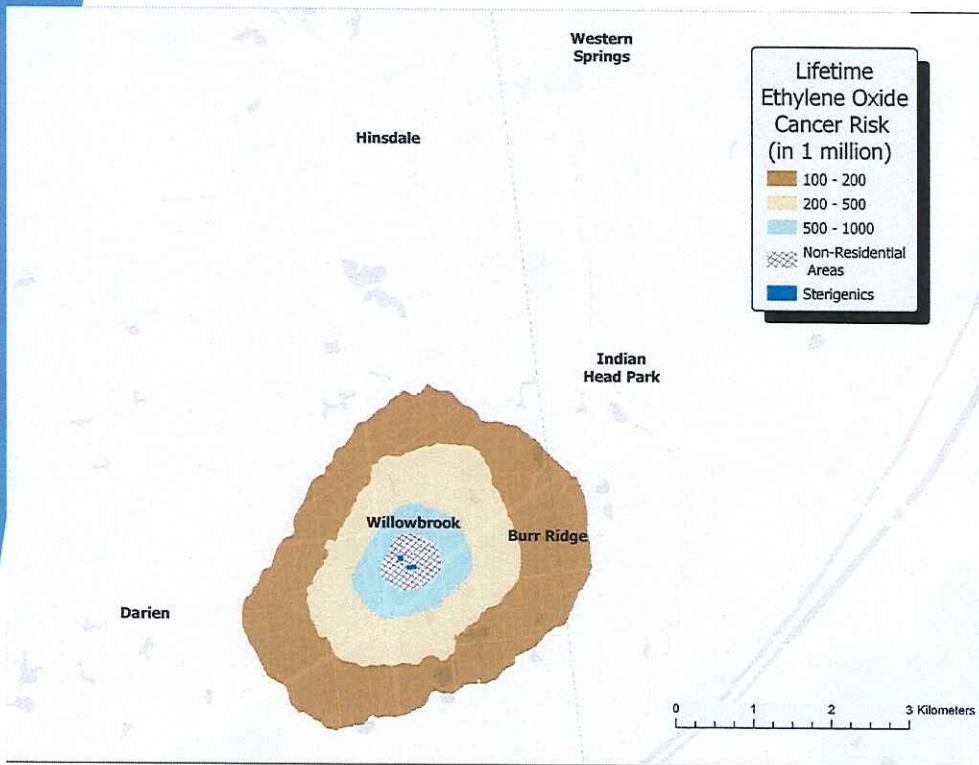 Western
Springs
Hinsdale
Lifetime
Ethylene Oxide
Cancer Risk
(in 1 million)
100 - 200
200 - 500
500 - 1000
Non-Residential
Areas
Sterigenics
Indian
Head Park
Willowbrook
Burr Ridge
Darien
0 1 2 3 Kilometers